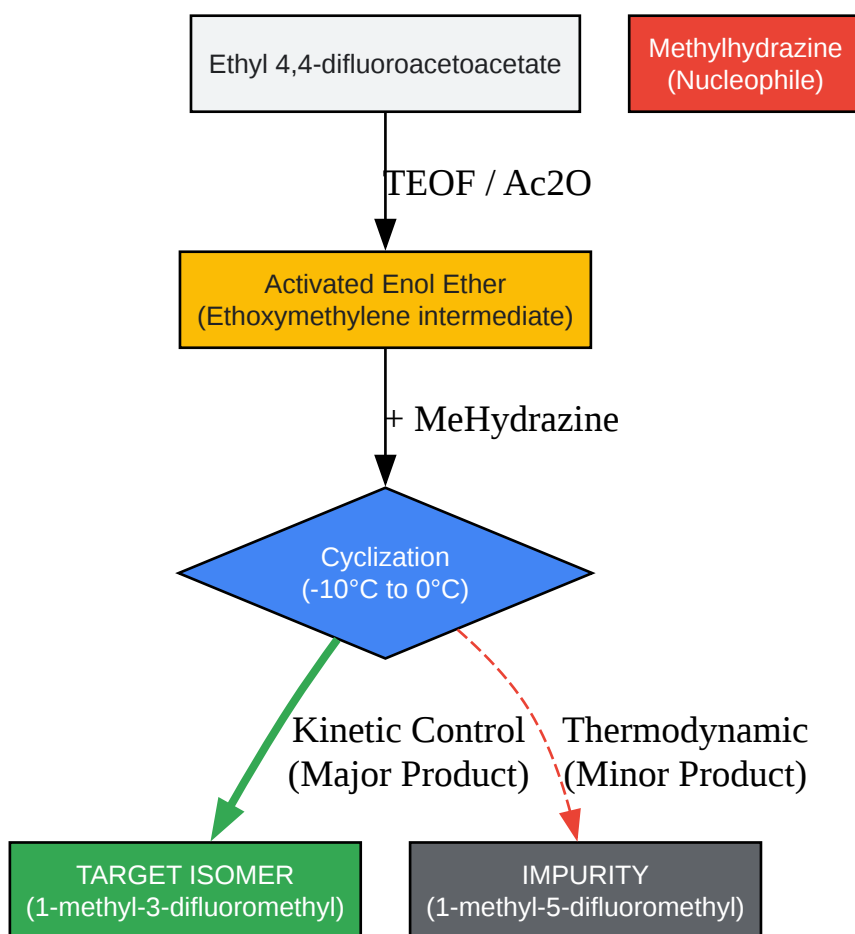 Ethyl 4,4-difluoroacetoacetate
Methylhydrazine
(Nucleophile)
TEOF / Ac2O
Activated Enol Ether
(Ethoxymethylene intermediate)
+ MeHydrazine
Cyclization
(-10°C to 0°C)
Kinetic Control
(Major Product)
Thermodynamic
(Minor Product)
TARGET ISOMER
(1-methyl-3-difluoromethyl)
IMPURITY
(1-methyl-5-difluoromethyl)